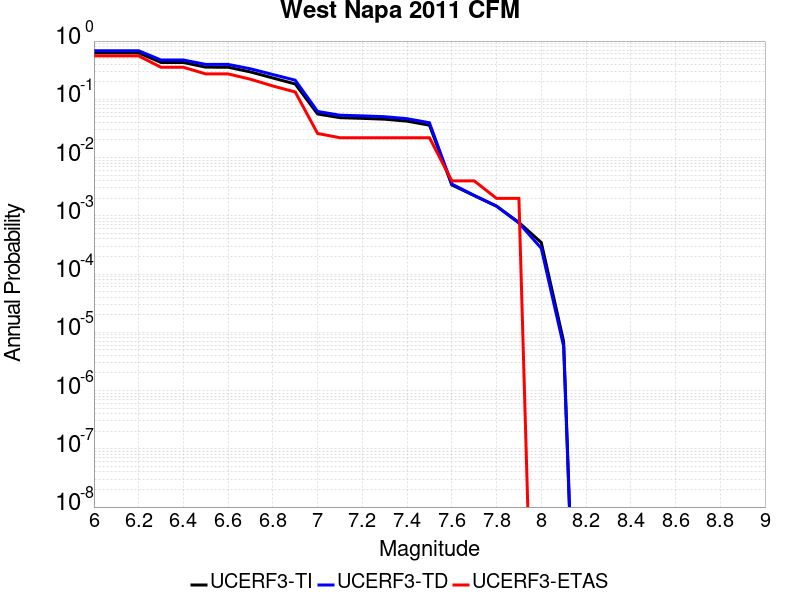 West Napa 2011 CFM
10^0
10^-1
10^-2
10^-3
10^-4
10^-5
10^-6
10^-7
10^-8
Annual Probability
6 6.2 6.4 6.6 6.8 7 7.2 7.4 7.6 7.8 8 8.2 8.4 8.6 8.8 9
Magnitude
UCERF3-TI UCERF3-TD UCERF3-ETAS